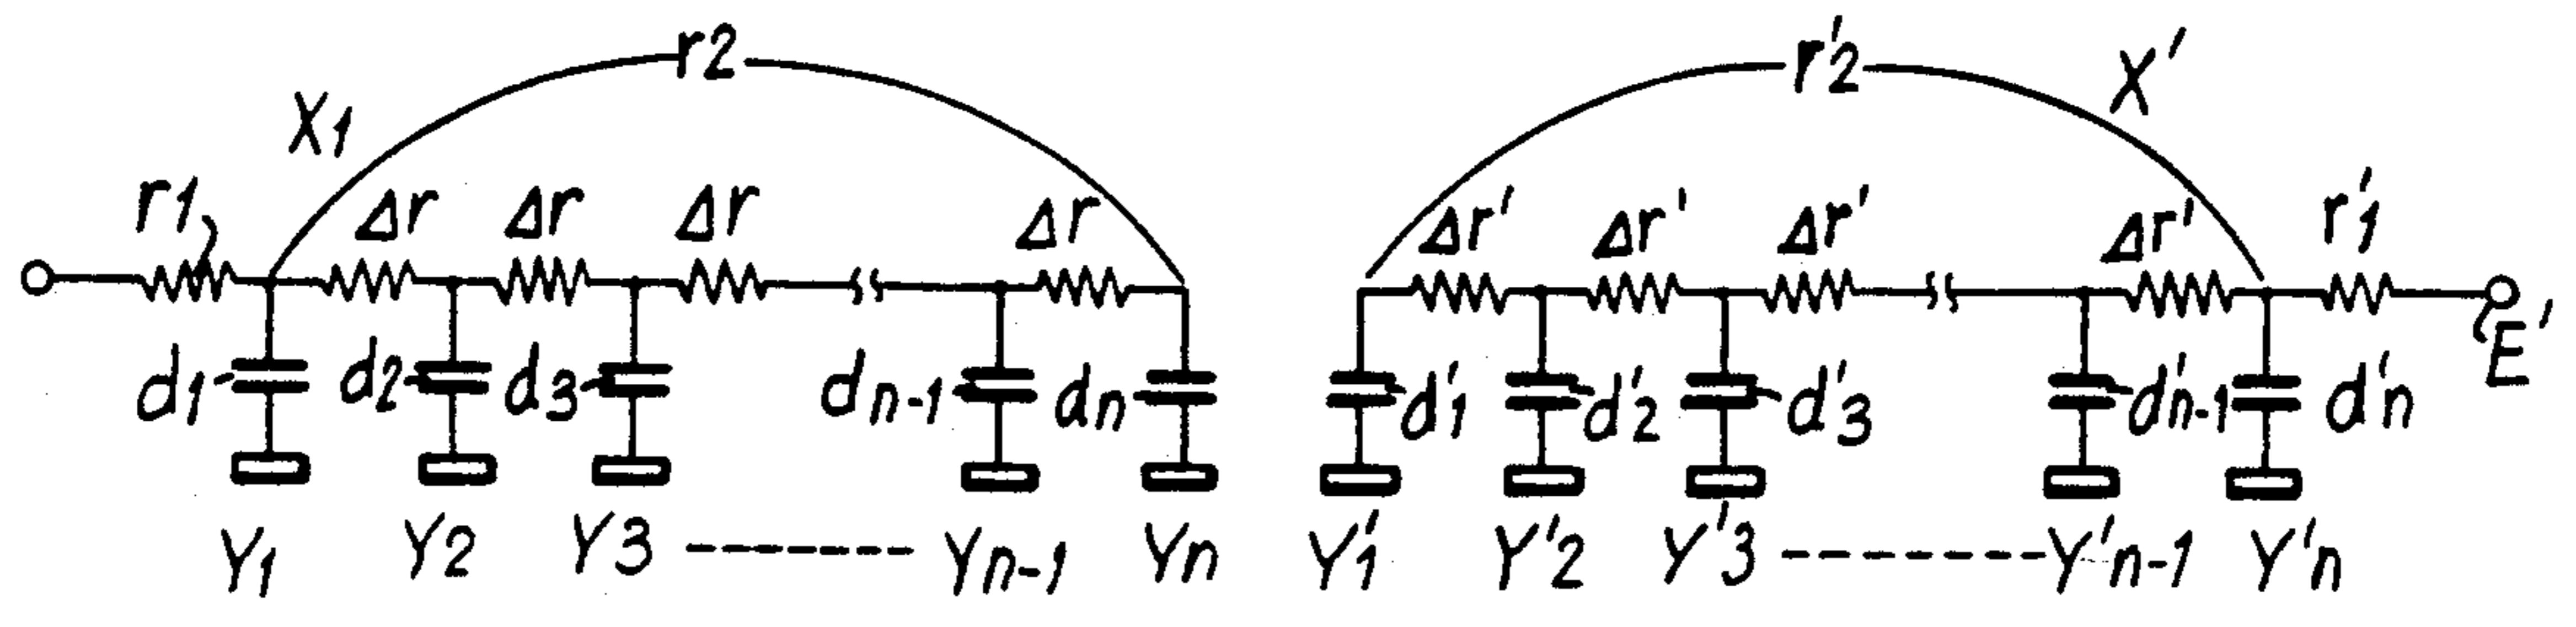 r2 r'2
X1 X'
r1 Δr Δr Δr Δr Δr' Δr' Δr' Δr' r'1
d1 d2 d3 dn-1 dn d'1 d'2 d'3 d'n-1 d'n E'
Y1 Y2 Y3 ------- Yn-1 Yn Y'1 Y'2 Y'3 -------- Y'n-1 Y'n